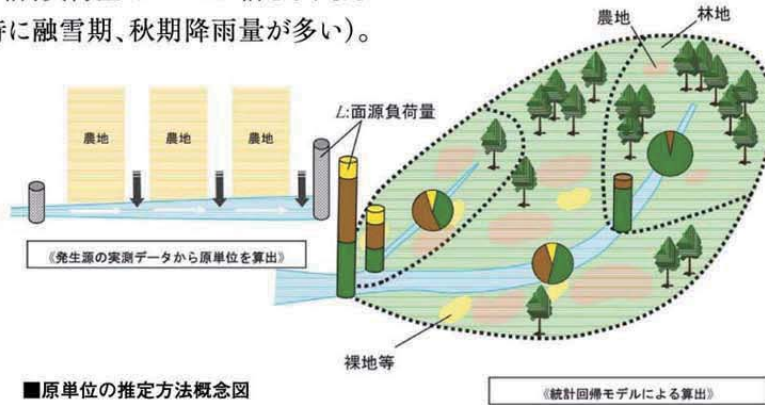 時に融雪期、秋期降雨量が多い)。
農地
林地
農地
農地
農地
L:面源負荷量
《発生源の実測データから原単位を算出》
裸地等
■原単位の推定方法概念図
《統計回帰モデルによる算出》